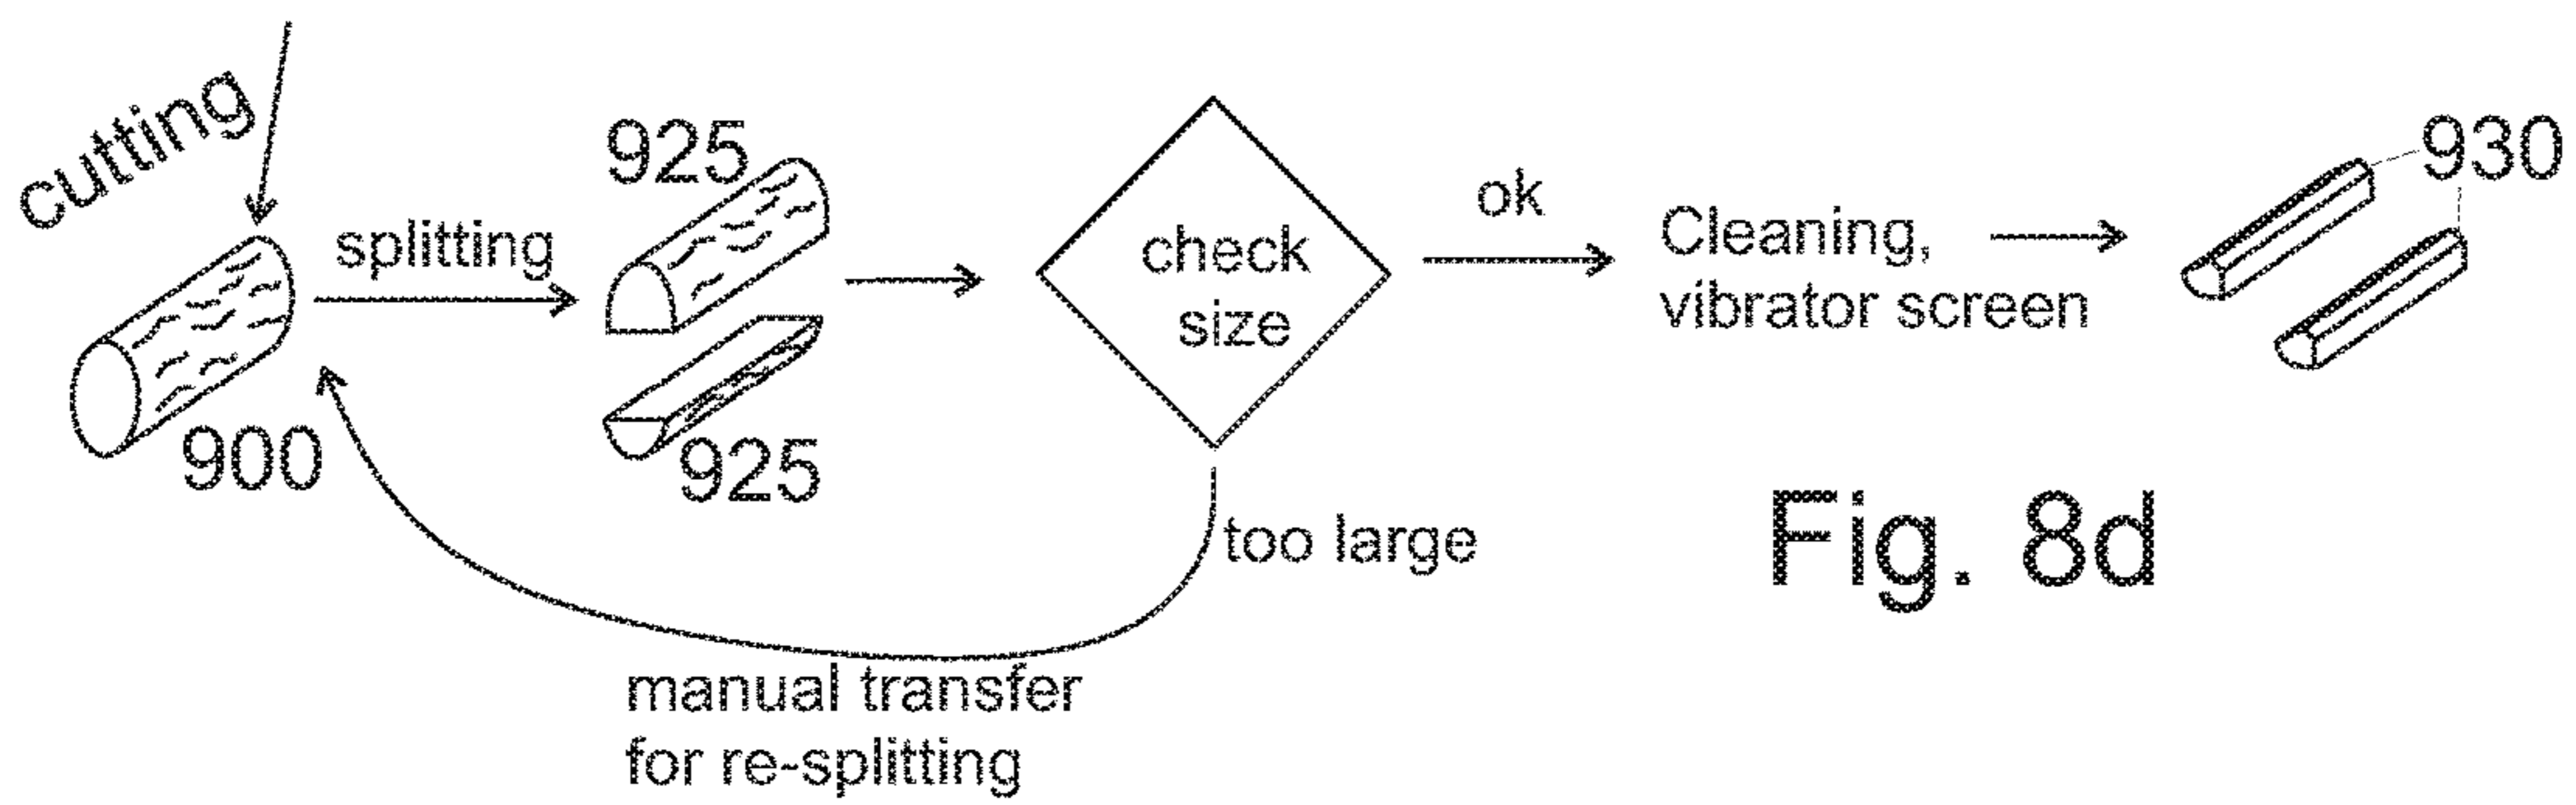 cutting
900
splitting
925
925
check
size
ok
too large
manual transfer
for re-splitting
Cleaning,
vibrator screen
930
Fig. 8d